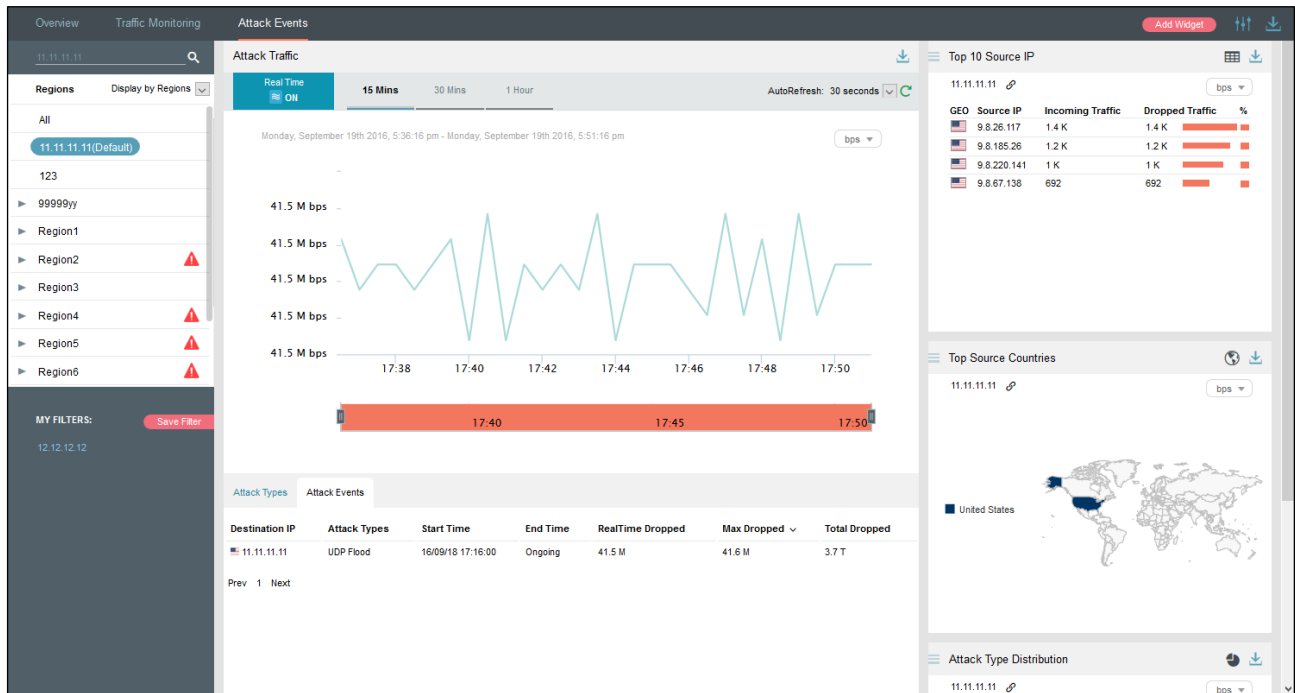 Overview Traffic Monitoring Attack Events Add Widget
11.11.11.11
Regions Display by Regions
All
11.11.11.11(Default)
123
99999yy
Region1
Region2
Region3
Region4
Region5
Region6
MY FILTERS: Save Filter
12.12.12.12
Attack Traffic
Real Time
ON
15 Mins 30 Mins 1 Hour AutoRefresh: 30 seconds
Monday, September 19th 2016, 5:36:16 pm - Monday, September 19th 2016, 5:51:16 pm bps
41.5 M bps
41.5 M bps
41.5 M bps
41.5 M bps
41.5 M bps
17:38 17:40 17:42 17:44 17:46 17:48 17:50
17:40 17:45 17:50
Attack Types Attack Events
Destination IP Attack Types Start Time End Time RealTime Dropped Max Dropped Total Dropped
11.11.11.11 UDP Flood 16/09/18 17:16:00 Ongoing 41.5 M 41.6 M 3.7 T
Prev 1 Next
Top 10 Source IP
11.11.11.11 bps
GEO Source IP Incoming Traffic Dropped Traffic %
9.8.26.117 1.4 K 1.4 K
9.8.185.26 1.2 K 1.2 K
9.8.220.141 1 K 1 K
9.8.67.138 692 692
Top Source Countries
11.11.11.11 bps
United States
Attack Type Distribution
11.11.11.11 bps